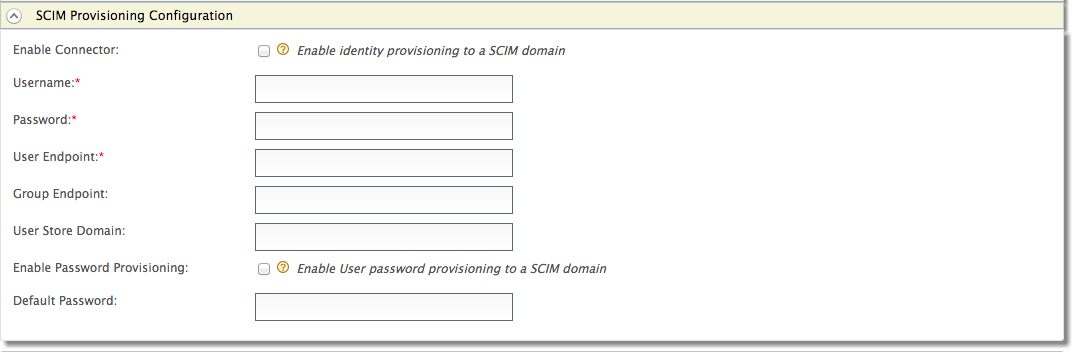 SCIM Provisioning Configuration
Enable Connector: ? Enable identity provisioning to a SCIM domain
Username:*
Password:*
User Endpoint:*
Group Endpoint:
User Store Domain:
Enable Password Provisioning: ? Enable User password provisioning to a SCIM domain
Default Password: